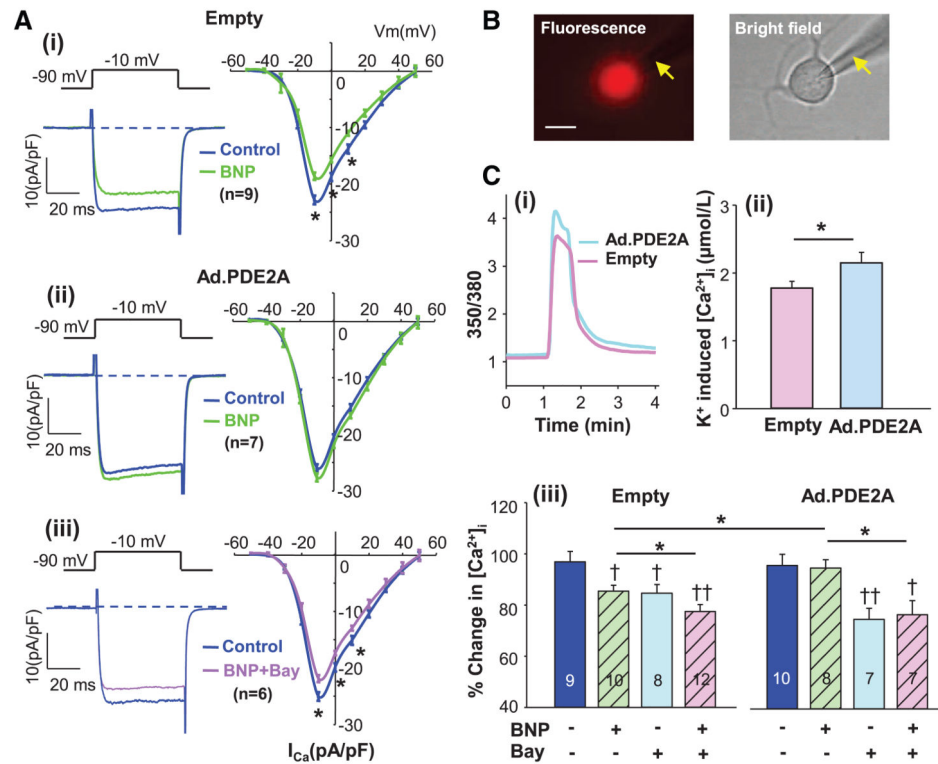 A
Empty
(i)
-10 mV
-90 mV
10(pA/pF)
20 ms
Control
BNP
(n=9)
Vm(mV)
-60 -40 -20 0 20 40 60
-10
-20
-30
* * *
Ad.PDE2A
(ii)
-10 mV
-90 mV
10(pA/pF)
20 ms
Control
BNP
(n=7)
-60 -40 -20 0 20 40 60
-10
-20
-30
(iii)
-10 mV
-90 mV
10(pA/pF)
20 ms
Control
BNP+Bay
(n=6)
-60 -40 -20 0 20 40 60
-10
-20
-30
* * *
I_Ca(pA/pF)
B
Fluorescence
Bright field
C
(i)
350/380
4
3
2
1
Ad.PDE2A
Empty
0 1 2 3 4
Time (min)
(ii)
K⁺ induced [Ca²⁺]ᵢ (μmol/L)
3
2
1
0
*
Empty Ad.PDE2A
(iii)
Empty Ad.PDE2A
% Change in [Ca²⁺]ᵢ
100
80
60
40
*
* *
† † †† †† †
9 10 8 12 10 8 7 7
BNP - + - + - + - +
Bay - - + + - - + +